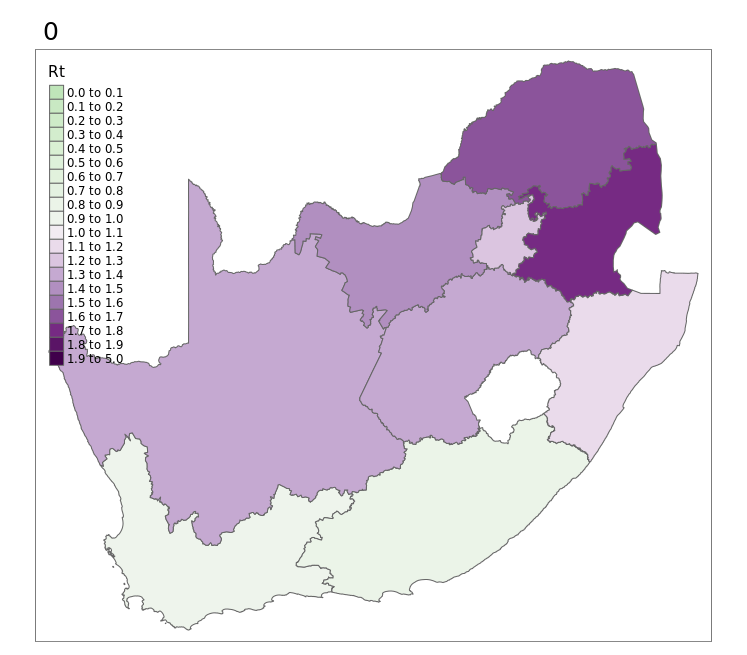 0
Rt
0.0 to 0.1
0.1 to 0.2
0.2 to 0.3
0.3 to 0.4
0.4 to 0.5
0.5 to 0.6
0.6 to 0.7
0.7 to 0.8
0.8 to 0.9
0.9 to 1.0
1.0 to 1.1
1.1 to 1.2
1.2 to 1.3
1.3 to 1.4
1.4 to 1.5
1.5 to 1.6
1.6 to 1.7
1.7 to 1.8
1.8 to 1.9
1.9 to 5.0